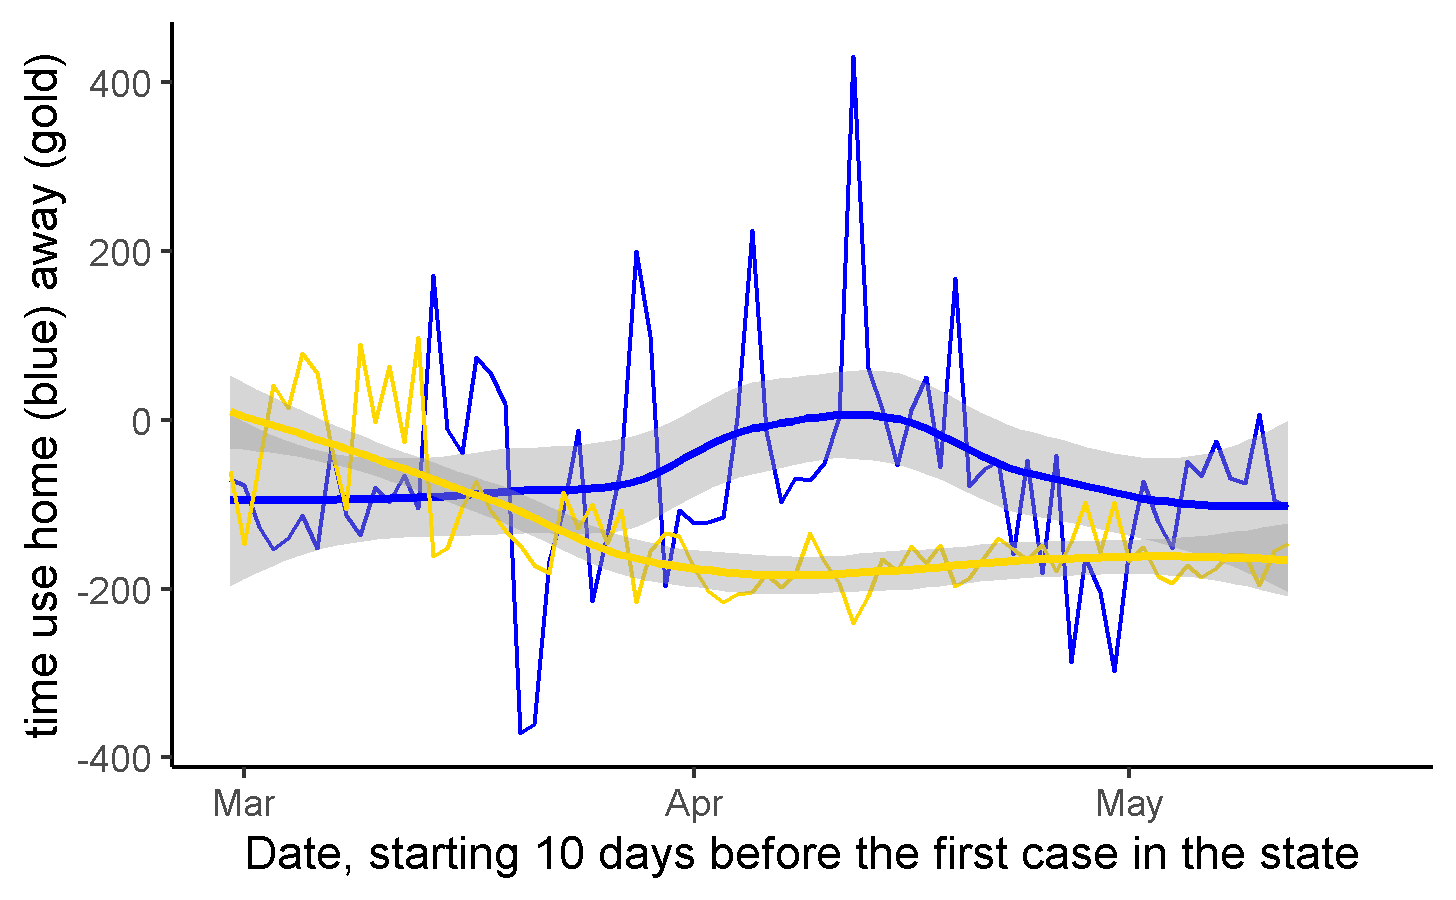 time use home (blue) away (gold)
400
200
0
-200
-400
Mar
Apr
May
Date, starting 10 days before the first case in the state